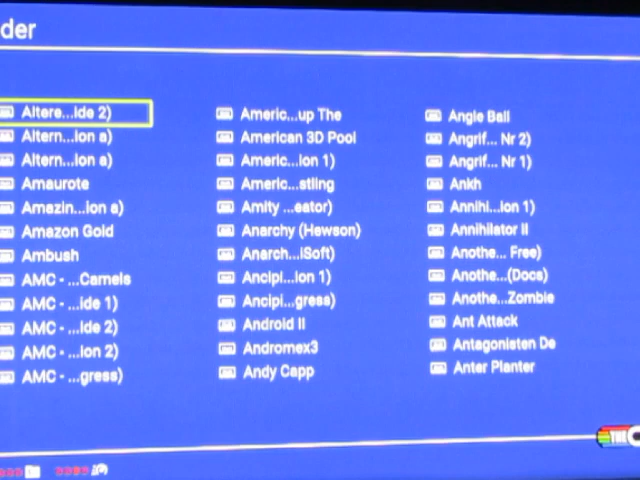 der
Altere...ide 2)
Altern...ion a)
Altern...ion a)
Amaurote
Amazin...ion a)
Amazon Gold
Ambush
AMC - ...Camels
AMC - ...ide 1)
AMC - ...ide 2)
AMC - ...ion 2)
AMC - ...gress)
Americ...up The
American 3D Pool
Americ...ion 1)
Americ...stling
Amity ...eator)
Anarchy (Hewson)
Anarch...iSoft)
Ancipi...ion 1)
Ancipi...gress)
Android II
Andromex3
Andy Capp
Angle Ball
Angrif... Nr 2)
Angrif... Nr 1)
Ankh
Annihi...ion 1)
Annihilator II
Anothe... Free)
Anothe...(Docs)
Anothe...Zombie
Ant Attack
Antagonisten De
Anter Planter
THE